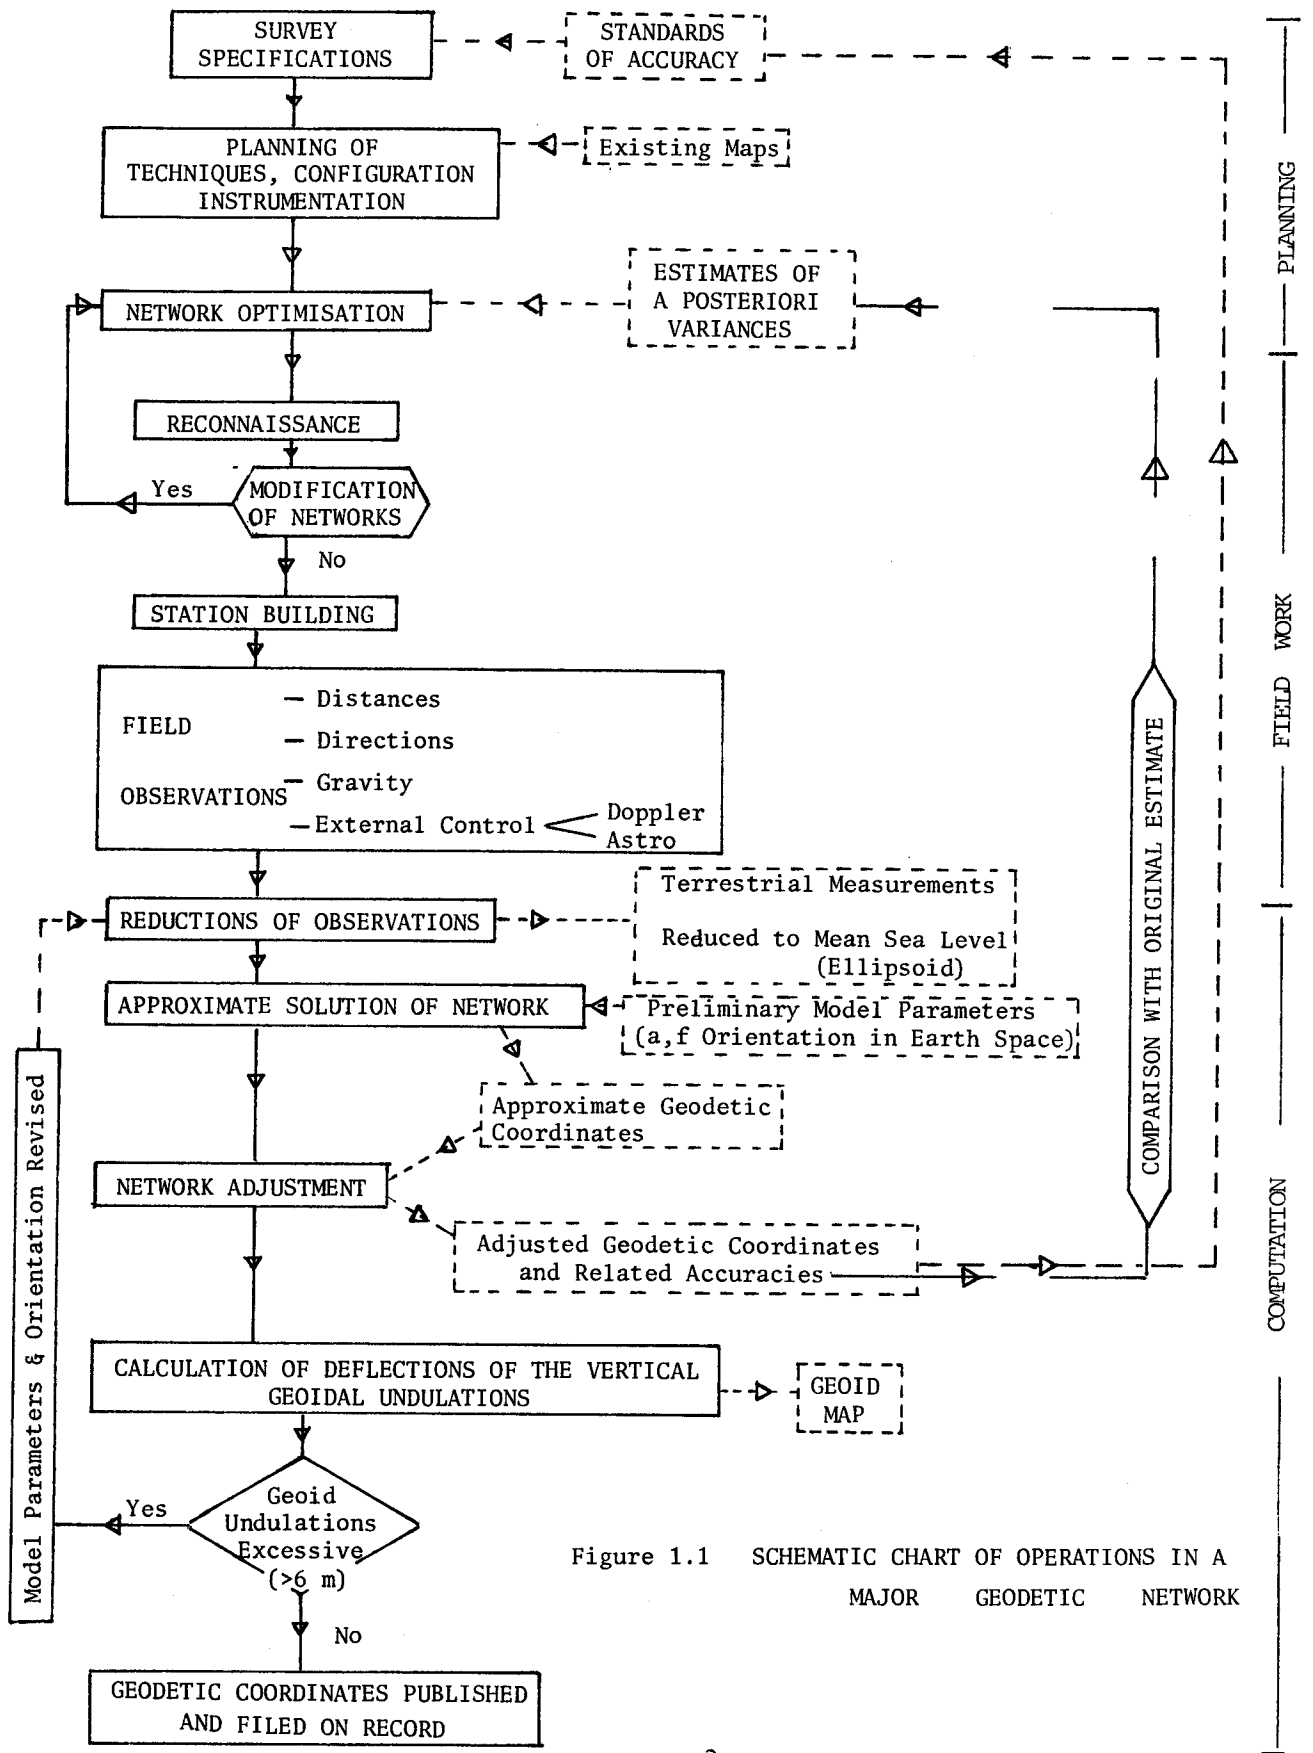 SURVEY
SPECIFICATIONS
STANDARDS
OF ACCURACY
PLANNING OF
TECHNIQUES, CONFIGURATION
INSTRUMENTATION
Existing Maps
PLANNING
NETWORK OPTIMISATION
ESTIMATES OF
A POSTERIORI
VARIANCES
RECONNAISSANCE
Yes
MODIFICATION
OF NETWORKS
No
STATION BUILDING
FIELD WORK
FIELD
OBSERVATIONS
— Distances
— Directions
— Gravity
— External Control
Doppler
Astro
COMPARISON WITH ORIGINAL ESTIMATE
REDUCTIONS OF OBSERVATIONS
Terrestrial Measurements
Reduced to Mean Sea Level
(Ellipsoid)
APPROXIMATE SOLUTION OF NETWORK
Preliminary Model Parameters
(a,f Orientation in Earth Space)
Approximate Geodetic
Coordinates
Model Parameters & Orientation Revised
NETWORK ADJUSTMENT
Adjusted Geodetic Coordinates
and Related Accuracies
COMPUTATION
CALCULATION OF DEFLECTIONS OF THE VERTICAL
GEOIDAL UNDULATIONS
GEOID
MAP
Yes
Geoid
Undulations
Excessive
(>6 m)
No
Figure 1.1 SCHEMATIC CHART OF OPERATIONS IN A
MAJOR GEODETIC NETWORK
GEODETIC COORDINATES PUBLISHED
AND FILED ON RECORD